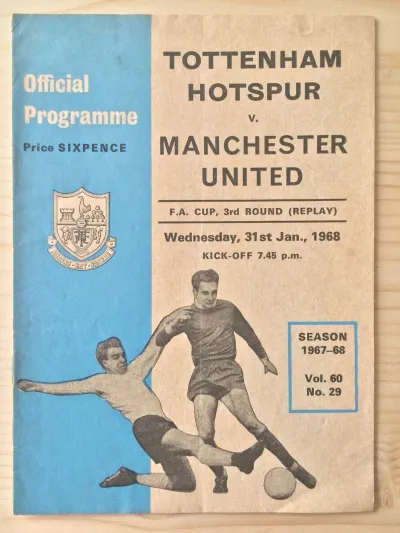 Official
Programme
Price SIXPENCE
TOTTENHAM
HOTSPUR
v.
MANCHESTER
UNITED
F.A. CUP, 3rd ROUND (REPLAY)
Wednesday, 31st Jan., 1968
KICK-OFF 7.45 p.m.
SEASON
1967-68
Vol. 60
No. 29